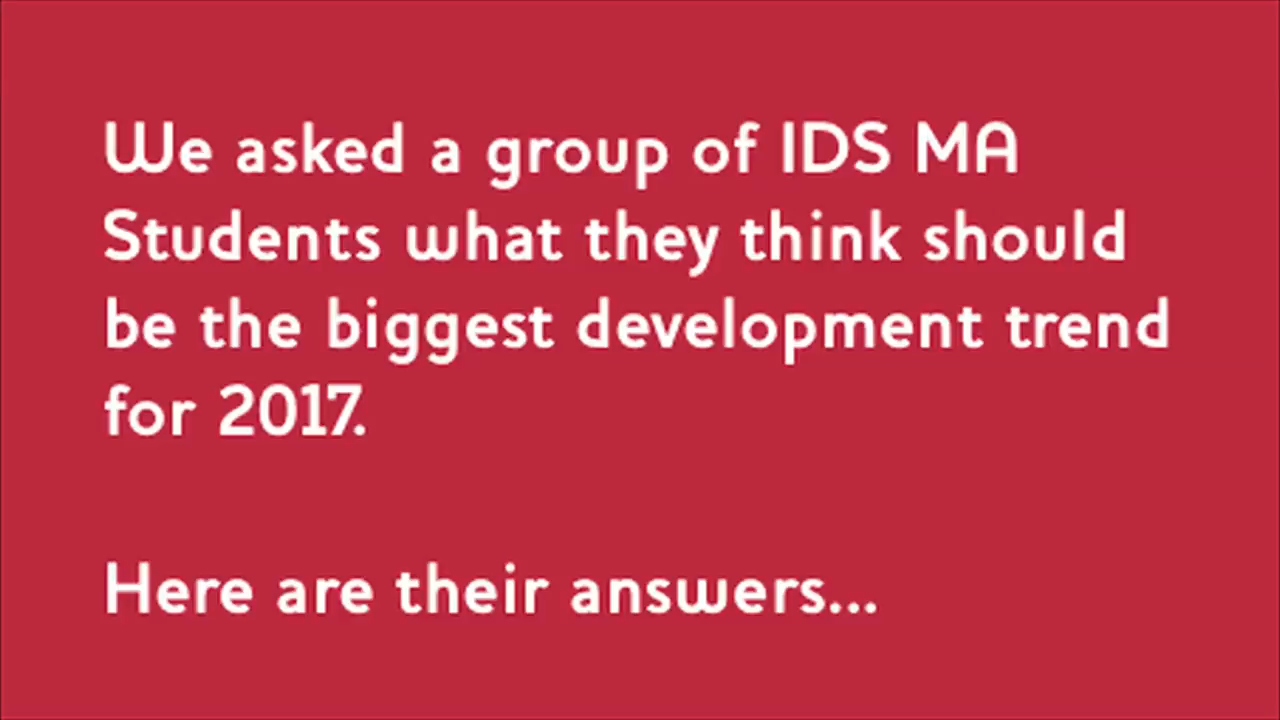 We asked a group of IDS MA
Students what they think should
be the biggest development trend
for 2017.
Here are their answers...